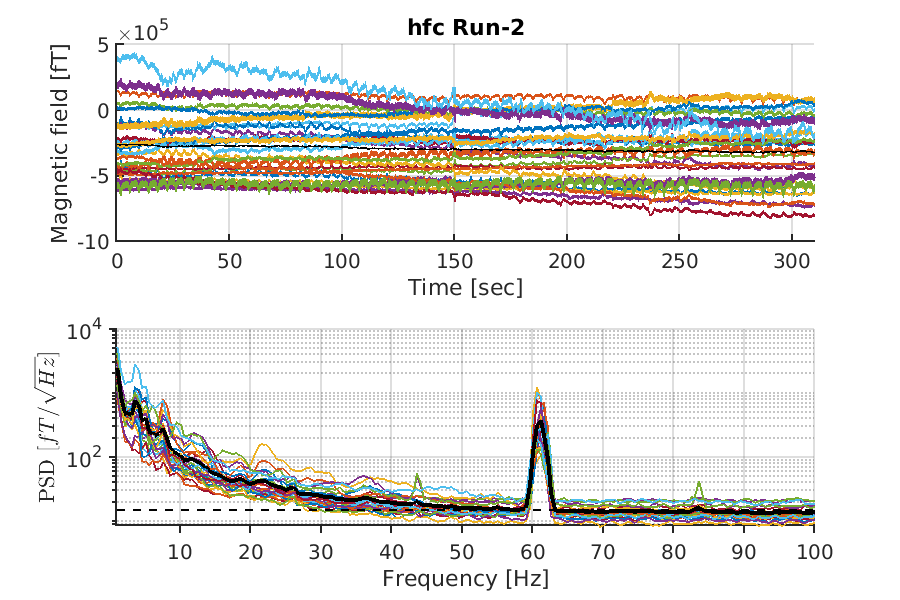 hfc Run-2
×10^5
Magnetic field [fT]
5
0
-5
-10
0 50 100 150 200 250 300
Time [sec]
PSD [fT/√Hz]
10^4
10^2
10 20 30 40 50 60 70 80 90 100
Frequency [Hz]